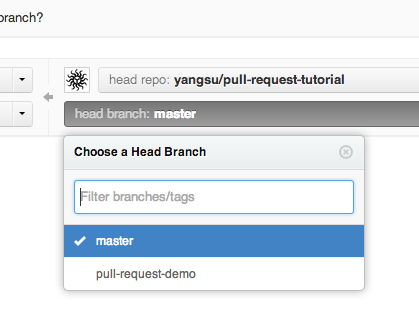 branch?
head repo: yangsu/pull-request-tutorial
head branch: master
Choose a Head Branch
Filter branches/tags
master
pull-request-demo